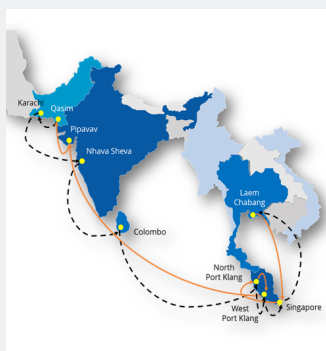 Karachi
Qasim
Pipavav
Nhava Sheva
Laem
Chabang
Colombo
North
Port Klang
West
Port Klang
Singapore